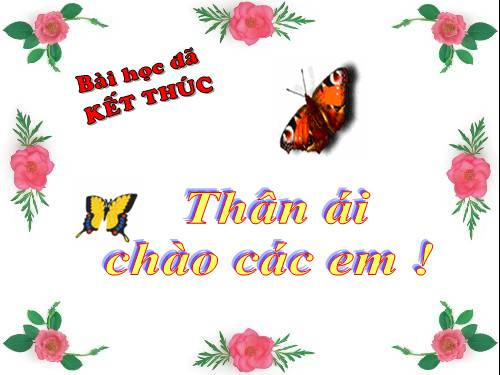 Bài học đã
KẾT THÚC
Thân ái
chào các em !